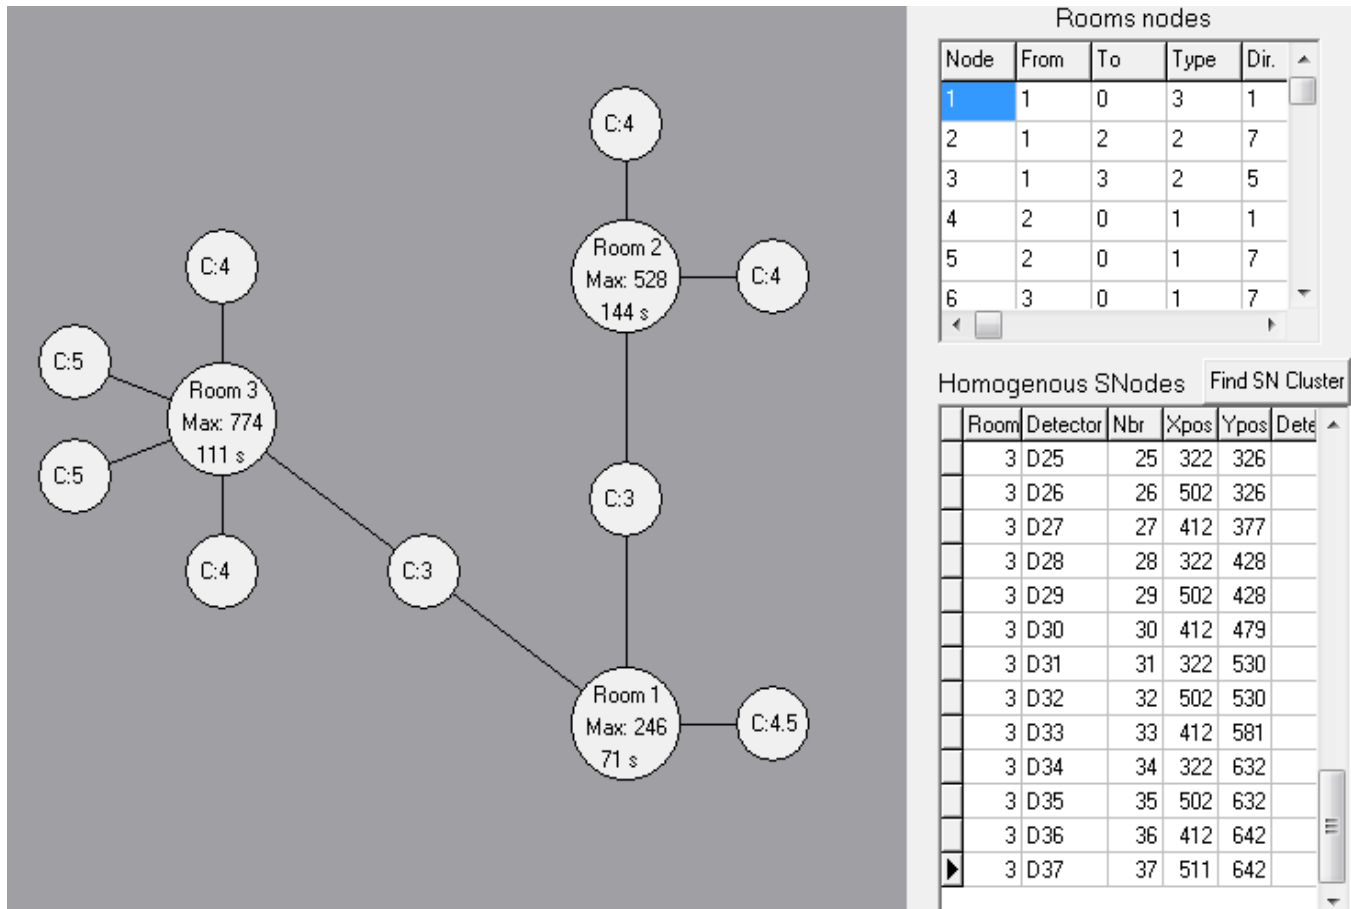 C:4
C:4
Room 2
Max: 528
144 s
C:4
C:5
Room 3
Max: 774
111 s
C:5
C:3
C:4
C:3
Room 1
Max: 246
71 s
C:4.5
Rooms nodes
Node From To Type Dir.
1 1 0 3 1
2 1 2 2 7
3 1 3 2 5
4 2 0 1 1
5 2 0 1 7
6 3 0 1 7
Homogenous SNodes Find SN Cluster
Room Detector Nbr Xpos Ypos Dete
3 D25 25 322 326
3 D26 26 502 326
3 D27 27 412 377
3 D28 28 322 428
3 D29 29 502 428
3 D30 30 412 479
3 D31 31 322 530
3 D32 32 502 530
3 D33 33 412 581
3 D34 34 322 632
3 D35 35 502 632
3 D36 36 412 642
3 D37 37 511 642